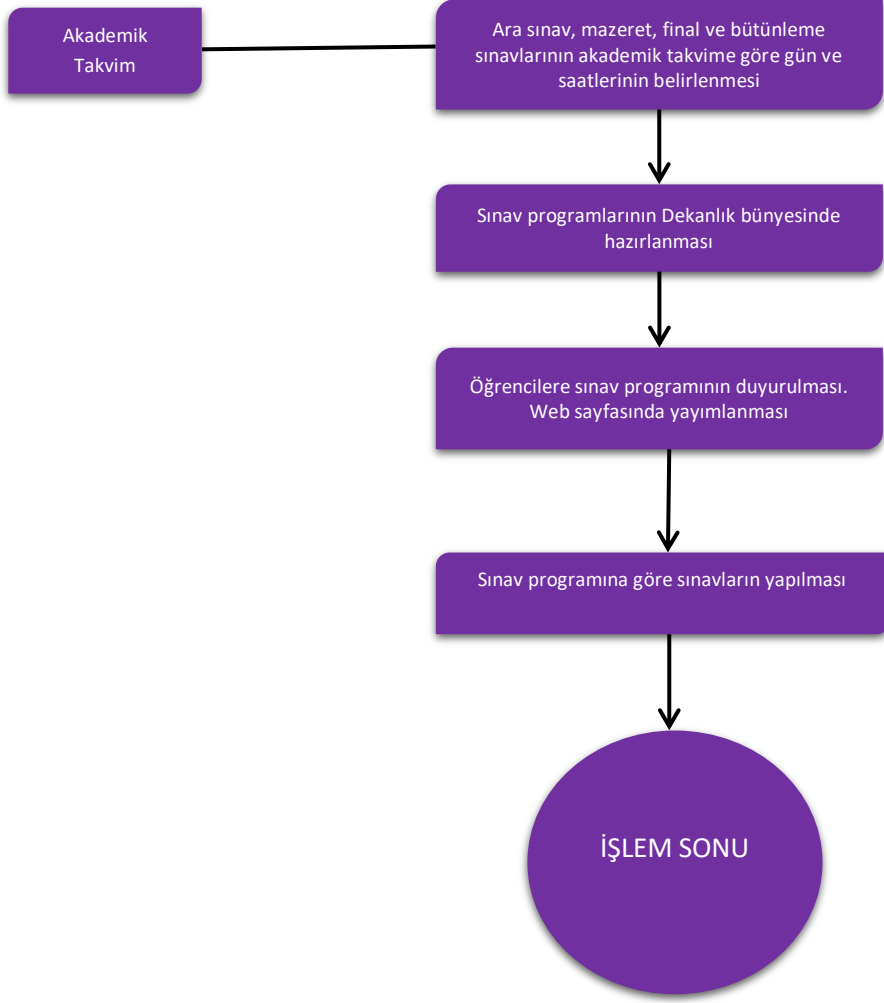 Akademik
Takvim
Ara sınav, mazeret, final ve bütünleme
sınavlarının akademik takvime göre gün ve
saatlerinin belirlenmesi
Sınav programlarının Dekanlık bünyesinde
hazırlanması
Öğrencilere sınav programının duyurulması.
Web sayfasında yayımlanması
Sınav programına göre sınavların yapılması
İŞLEM SONU